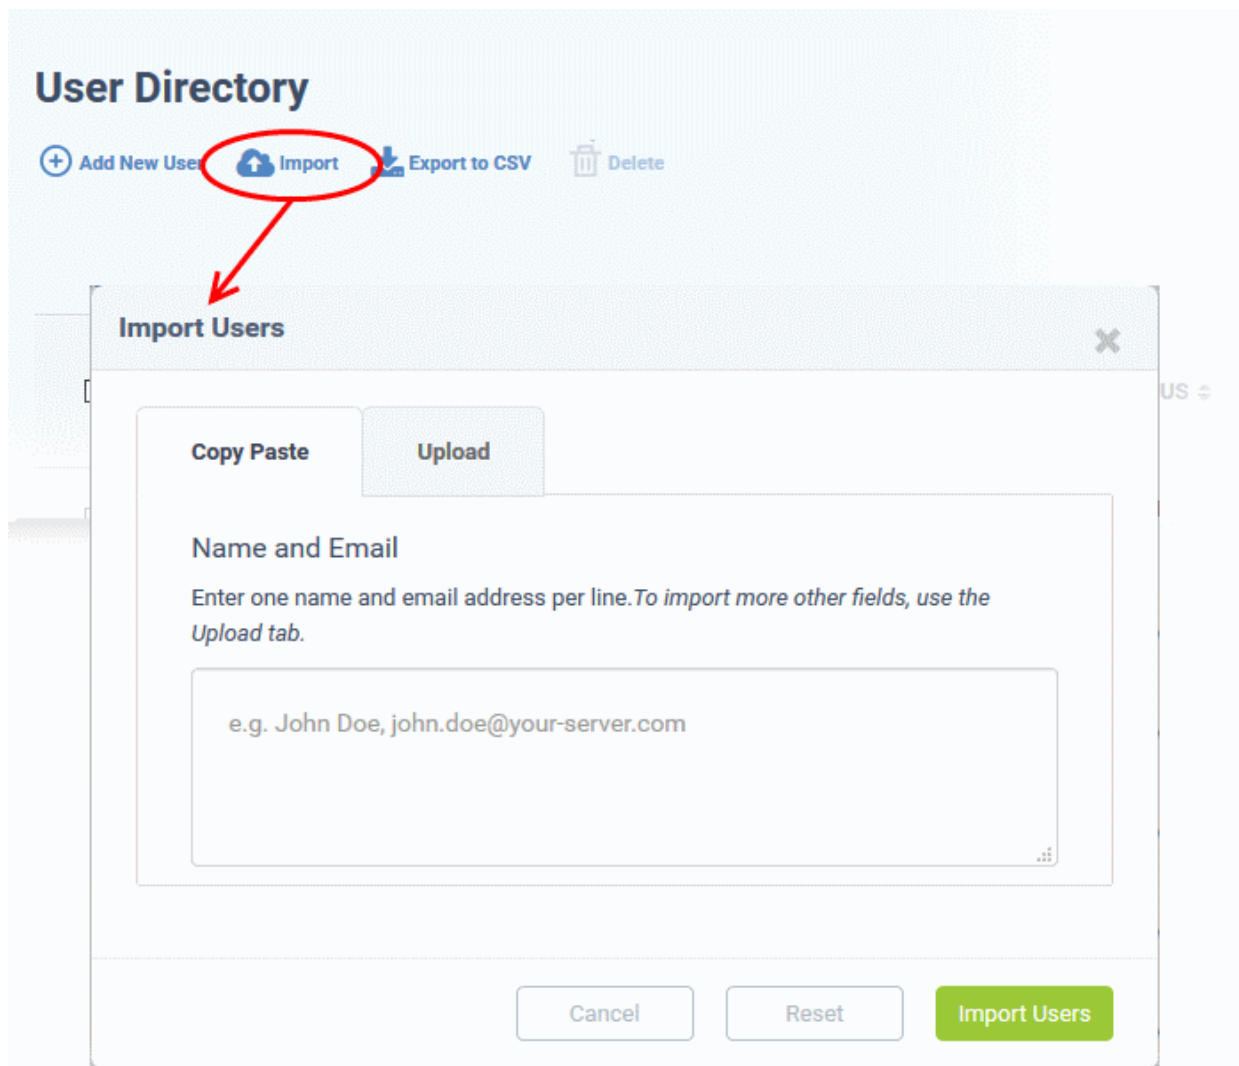 User Directory
Add New User Import Export to CSV Delete
Import Users
US
Copy Paste Upload
Name and Email
Enter one name and email address per line.To import more other fields, use the
Upload tab.
e.g. John Doe, john.doe@your-server.com
Cancel Reset Import Users